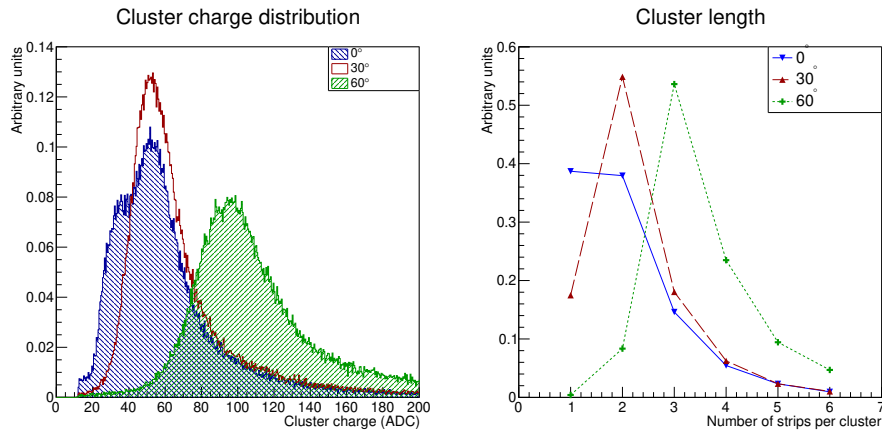 Cluster charge distribution
Arbitrary units
0.14
0.12
0.1
0.08
0.06
0.04
0.02
0
0°
30°
60°
0 20 40 60 80 100 120 140 160 180 200
Cluster charge (ADC)
Cluster length
Arbitrary units
0.6
0.5
0.4
0.3
0.2
0.1
0
0°
30°
60°
0 1 2 3 4 5 6 7
Number of strips per cluster